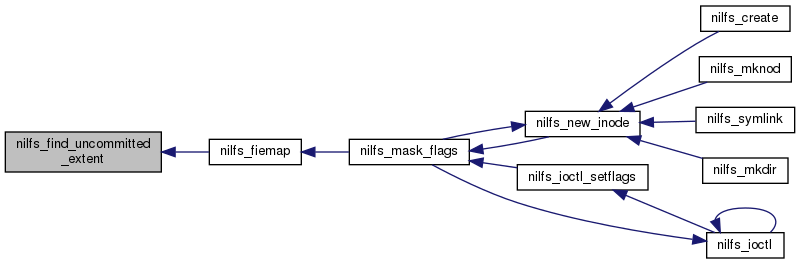 nilfs_find_uncommitted
_extent
nilfs_fiemap
nilfs_mask_flags
nilfs_new_inode
nilfs_ioctl_setflags
nilfs_create
nilfs_mknod
nilfs_symlink
nilfs_mkdir
nilfs_ioctl